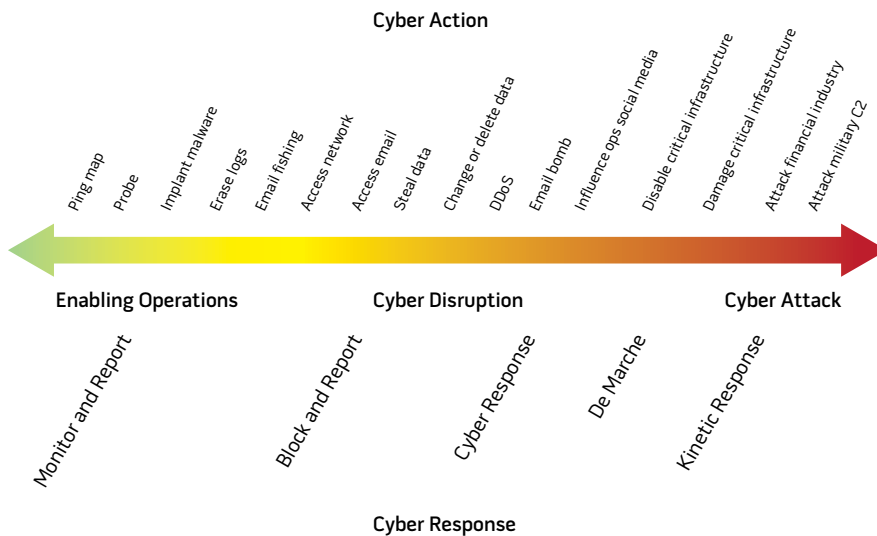 Cyber Action
Ping map
Probe
Implant malware
Erase logs
Email fishing
Access network
Access email
Steal data
Change or delete data
DDoS
Email bomb
Influence ops social media
Disable critical infrastructure
Damage critical infrastructure
Attack financial industry
Attack military C2
Enabling Operations
Cyber Disruption
Cyber Attack
Monitor and Report
Block and Report
Cyber Response
De Marche
Kinetic Response
Cyber Response